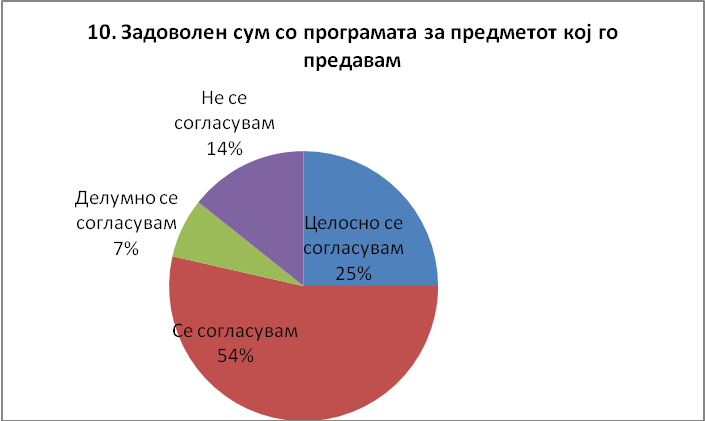 10. Задоволен сум со програмата за предметот кој го
предавам
Не се
согласувам
14%
Делумно се
согласувам
7%
Целосно се
согласувам
25%
Се согласувам
54%